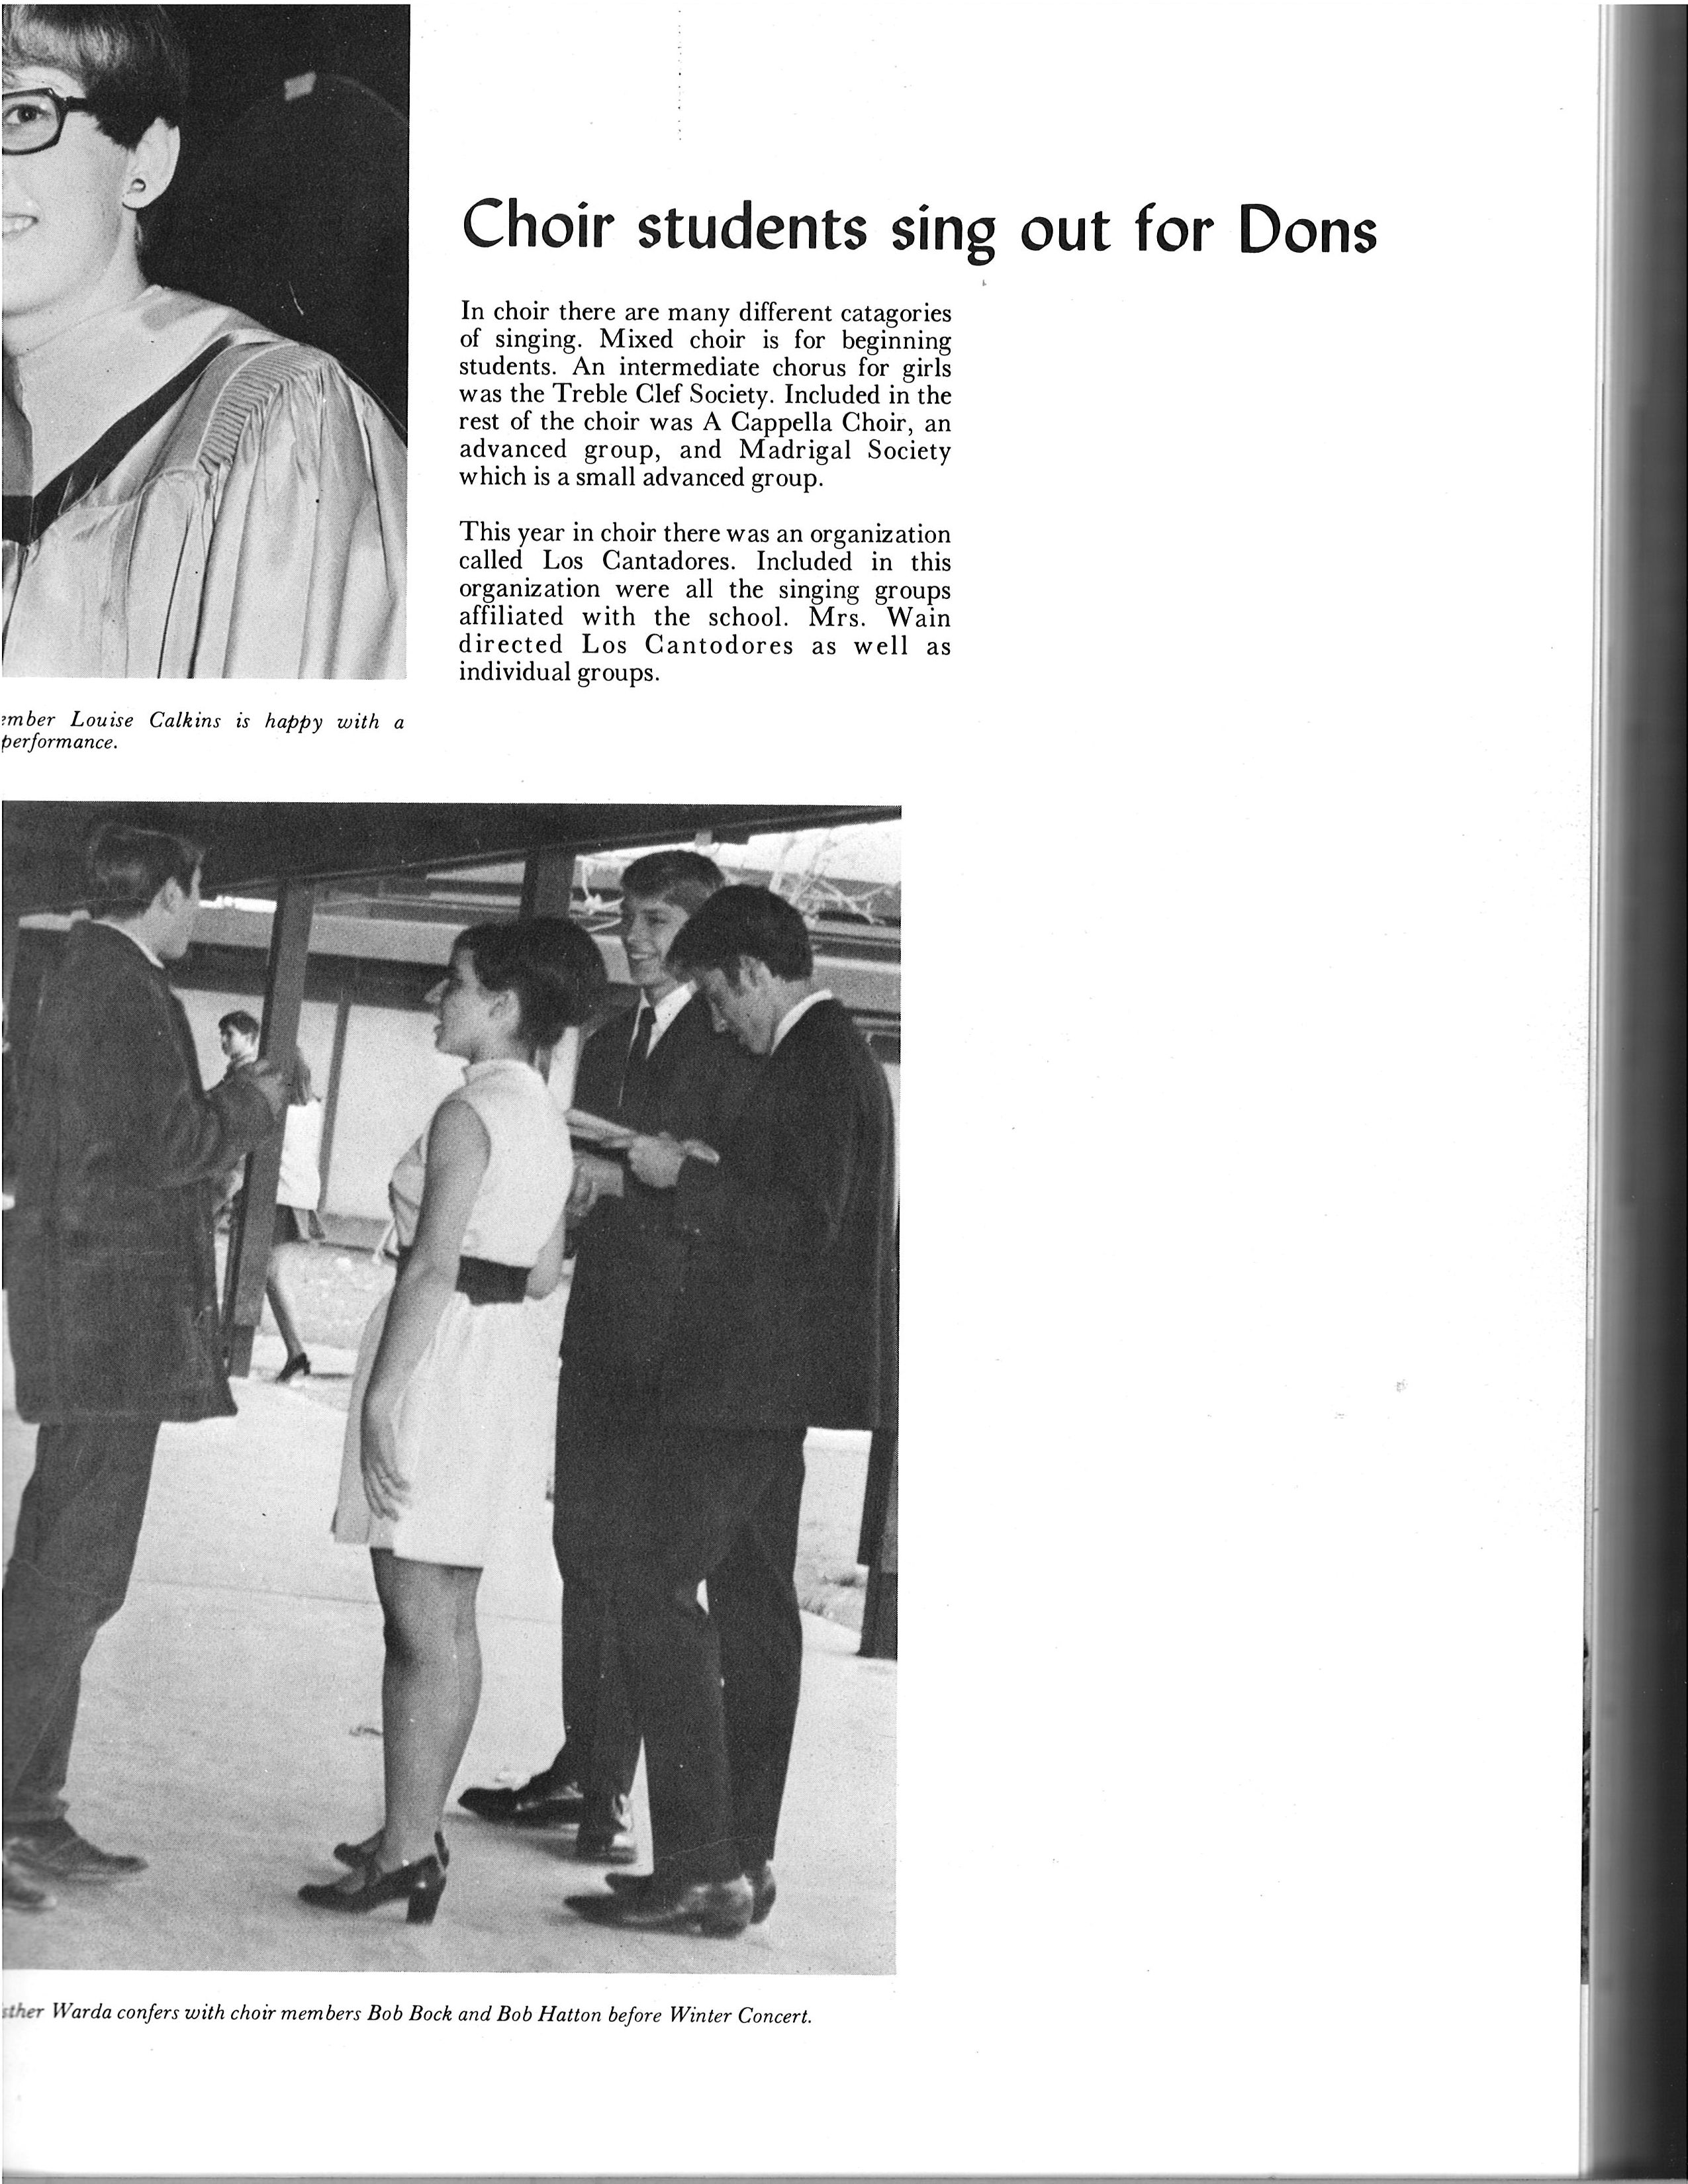 Choir students sing out for Dons
In choir there are many different catagories
of singing. Mixed choir is for beginning
students. An intermediate chorus for girls
was the Treble Clef Society. Included in the
rest of the choir was A Cappella Choir, an
advanced group, and Madrigal Society
which is a small advanced group.
This year in choir there was an organization
called Los Cantadores. Included in this
organization were all the singing groups
affiliated with the school. Mrs. Wain
directed Los Cantodores as well as
individual groups.
ember Louise Calkins is happy with a
performance.
sther Warda confers with choir members Bob Bock and Bob Hatton before Winter Concert.